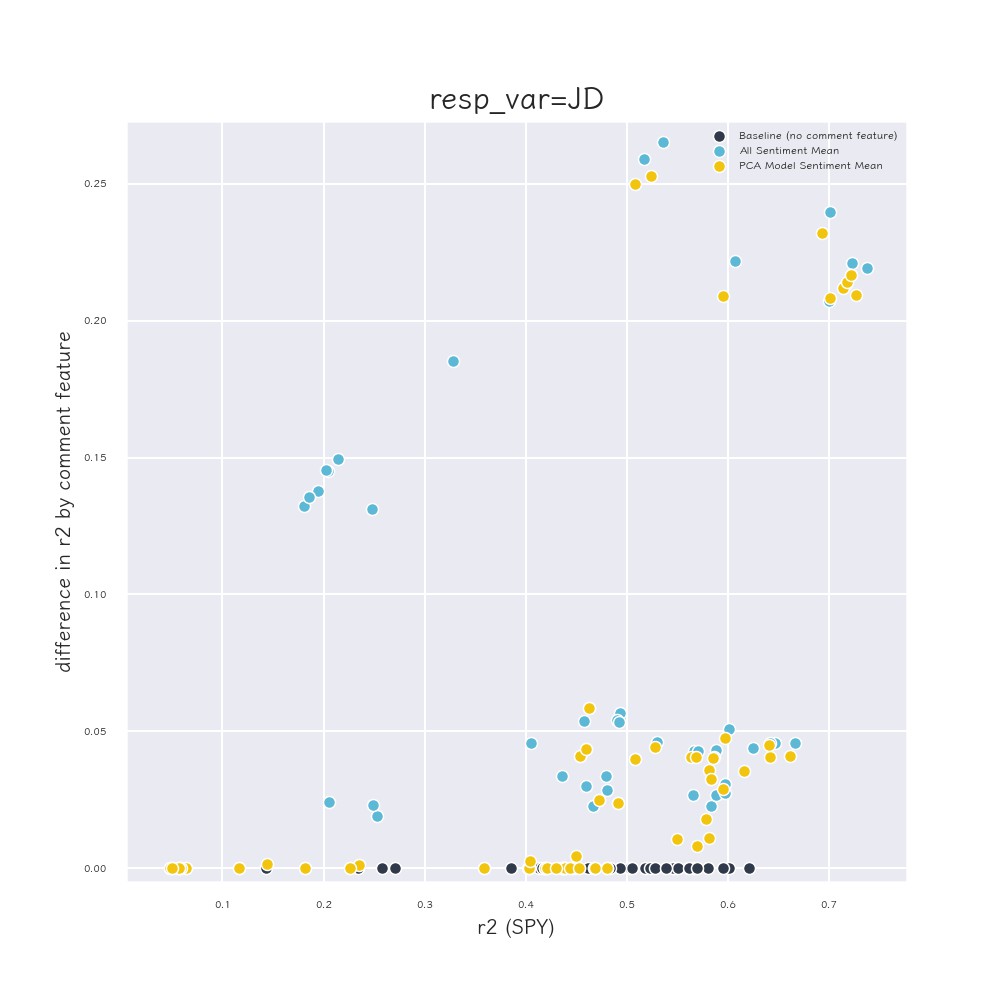 resp_var=JD
Baseline (no comment feature)
All Sentiment Mean
PCA Model Sentiment Mean
difference in r2 by comment feature
0.25
0.20
0.15
0.10
0.05
0.00
0.1
0.2
0.3
0.4
0.5
0.6
0.7
r2 (SPY)